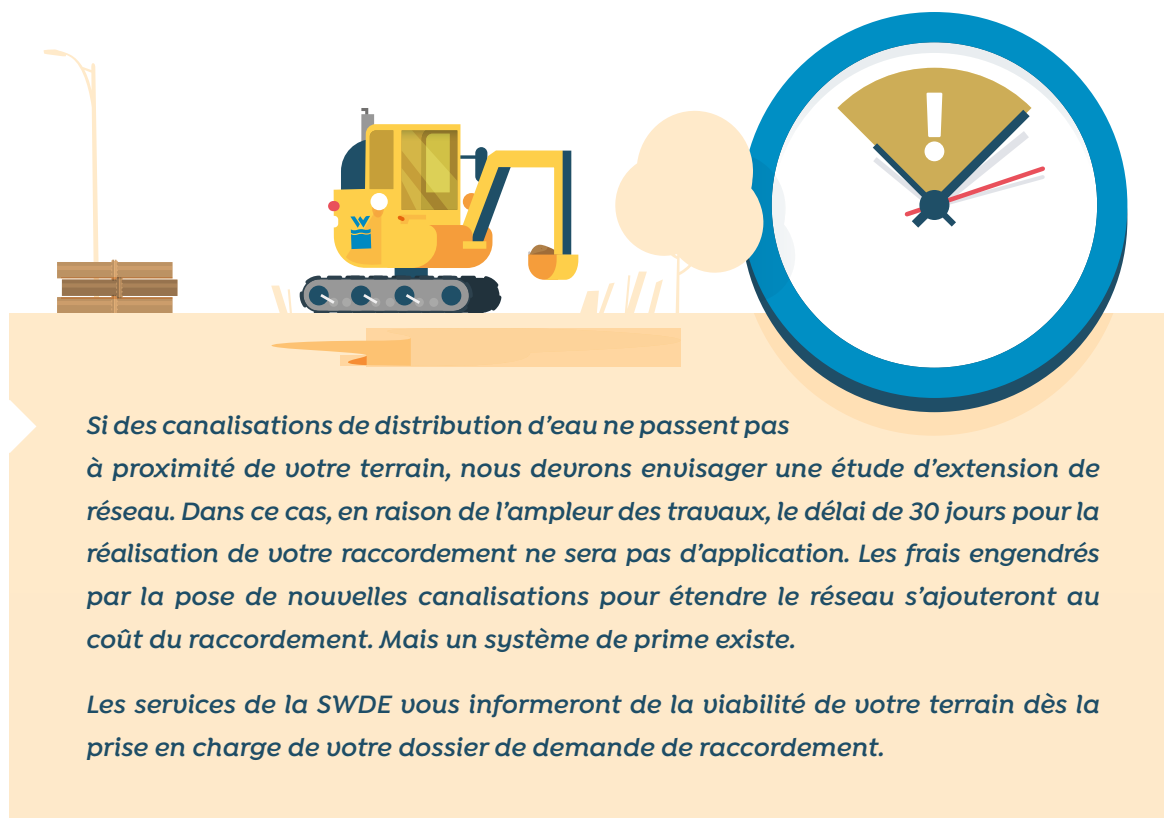 !
Si des canalisations de distribution d'eau ne passent pas
à proximité de votre terrain, nous devrons envisager une étude d'extension de
réseau. Dans ce cas, en raison de l'ampleur des travaux, le délai de 30 jours pour la
réalisation de votre raccordement ne sera pas d'application. Les frais engendrés
par la pose de nouvelles canalisations pour étendre le réseau s'ajouteront au
coût du raccordement. Mais un système de prime existe.
Les services de la SWDE vous informeront de la viabilité de votre terrain dès la
prise en charge de votre dossier de demande de raccordement.